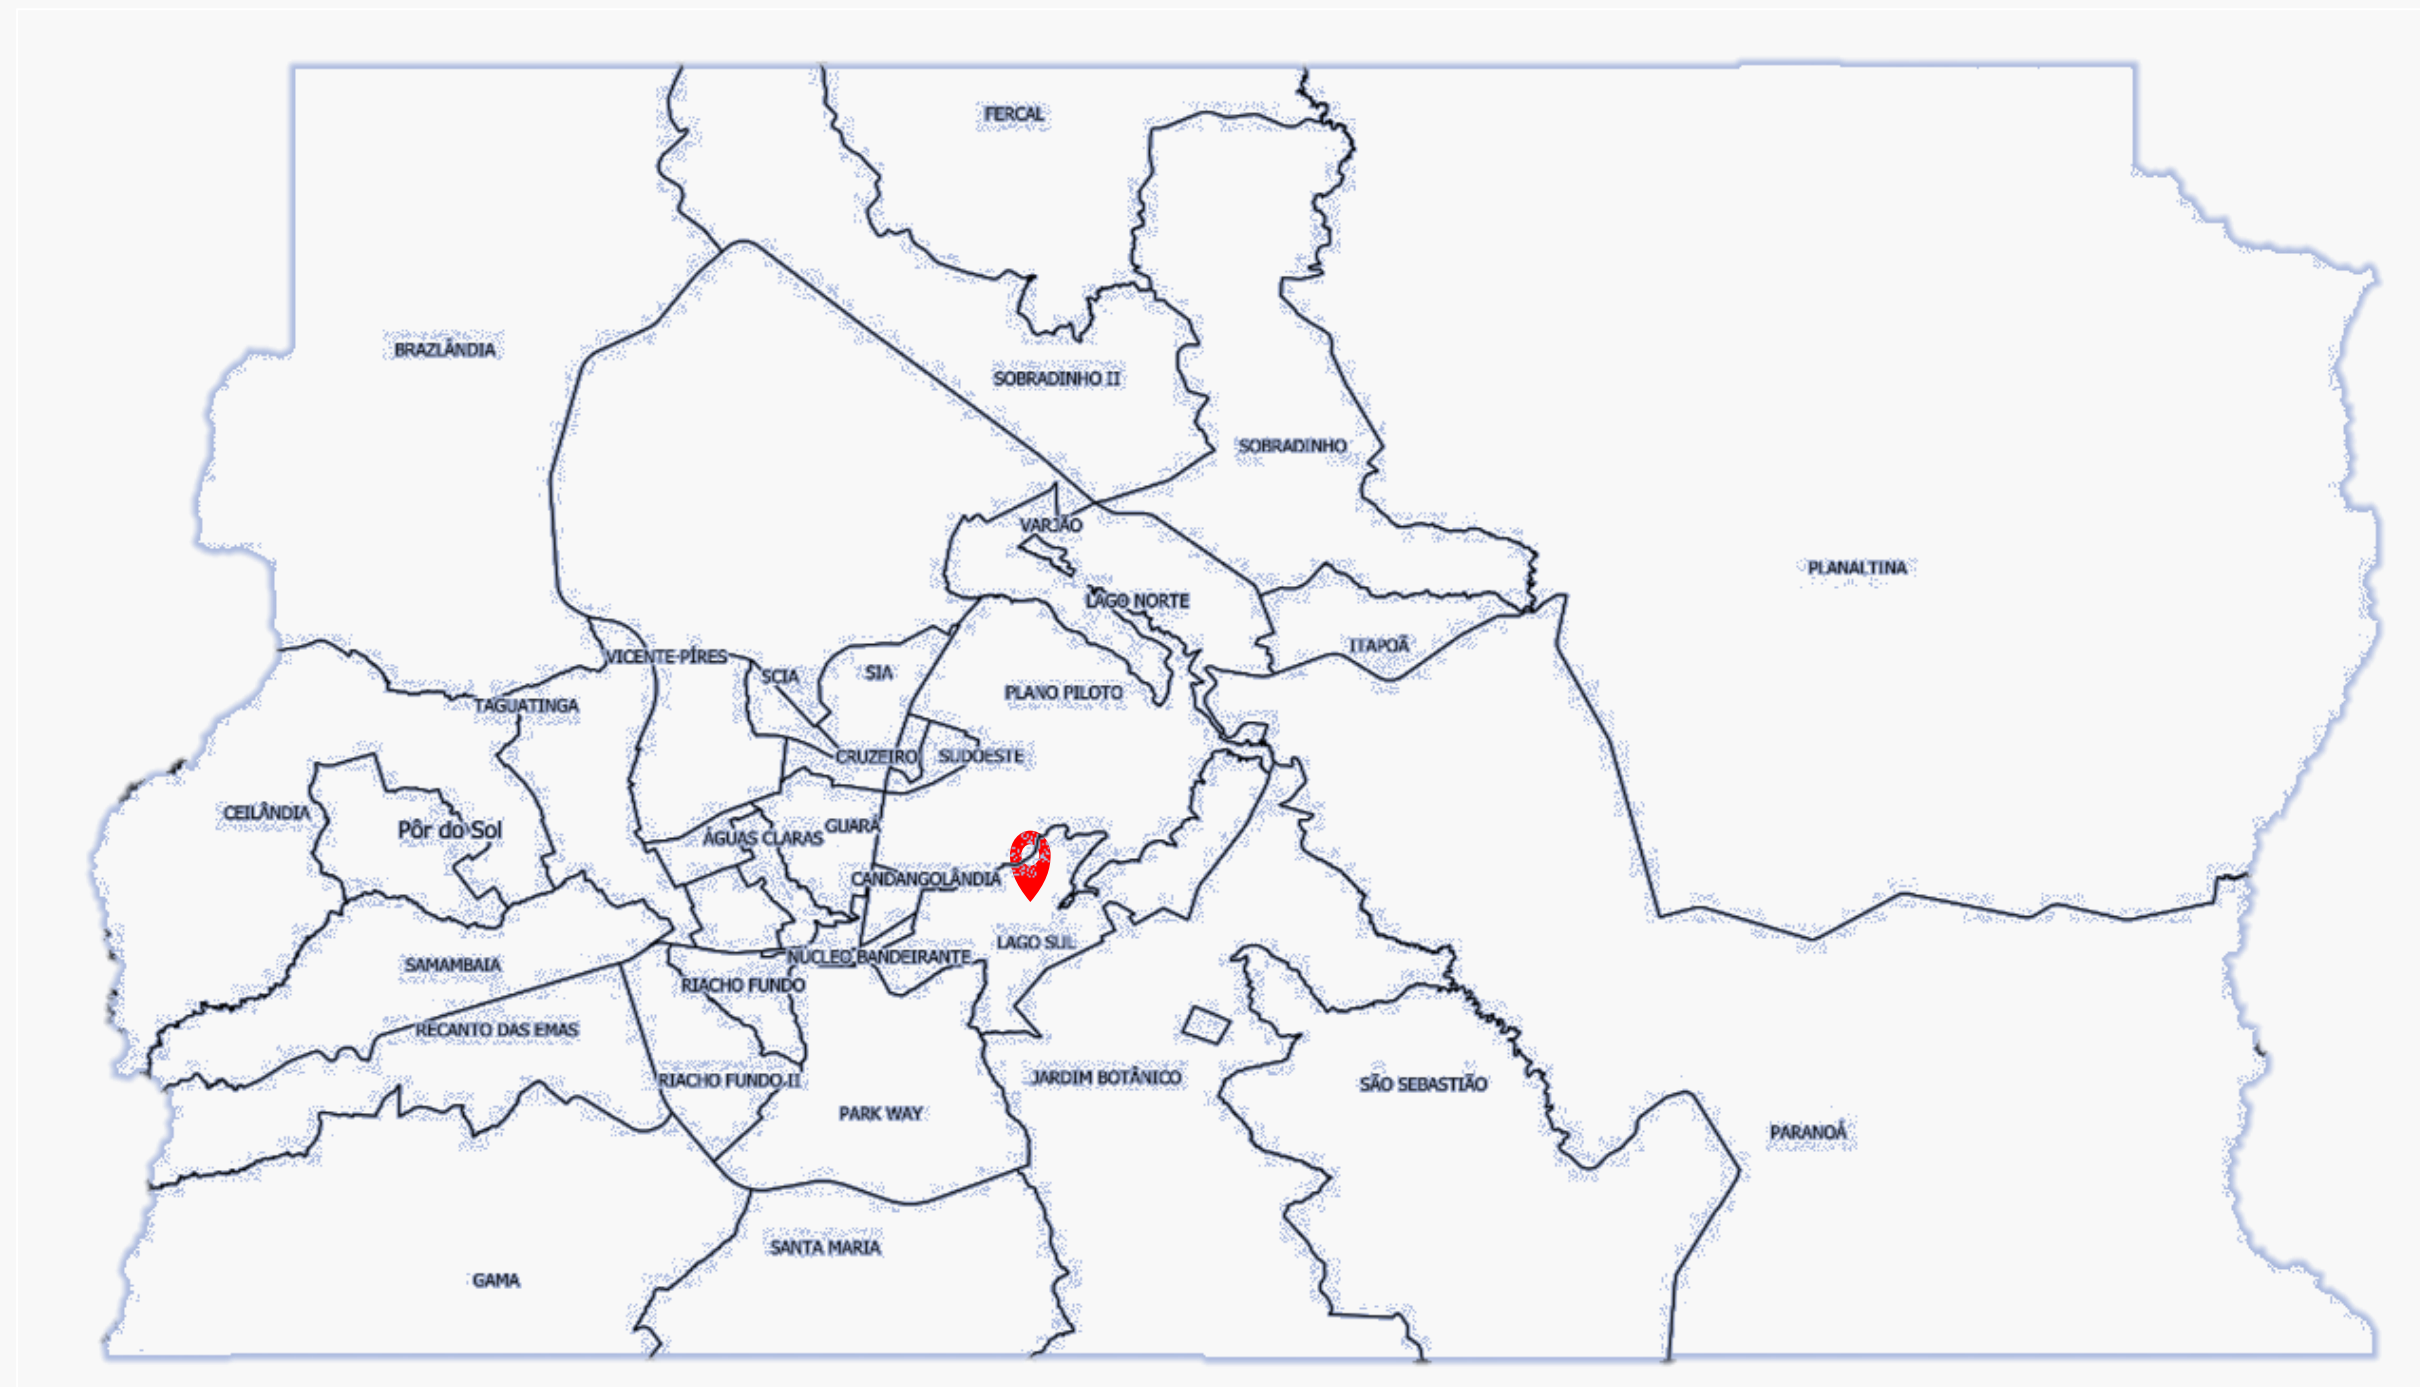 FERCAL
BRAZLÂNDIA
SOBRADINHO II
SOBRADINHO
VARJÃO
PLANALTINA
LAGO NORTE
ITAPOÃ
VICENTE PÍRES
SCIA
SIA
PLANO PILOTO
TAGUATINGA
CRUZEIRO
SUDOESTE
CEILÂNDIA
Pôr do Sol
ÁGUAS CLARAS
GUARÁ
CANDANGOLÂNDIA
LAGO SUL
NÚCLEO BANDEIRANTE
SAMAMBAIA
RIACHO FUNDO
RECANTO DAS EMAS
RIACHO FUNDO II
JARDIM BOTÂNICO
SÃO SEBASTIÃO
PARK WAY
PARANOÁ
SANTA MARIA
GAMA